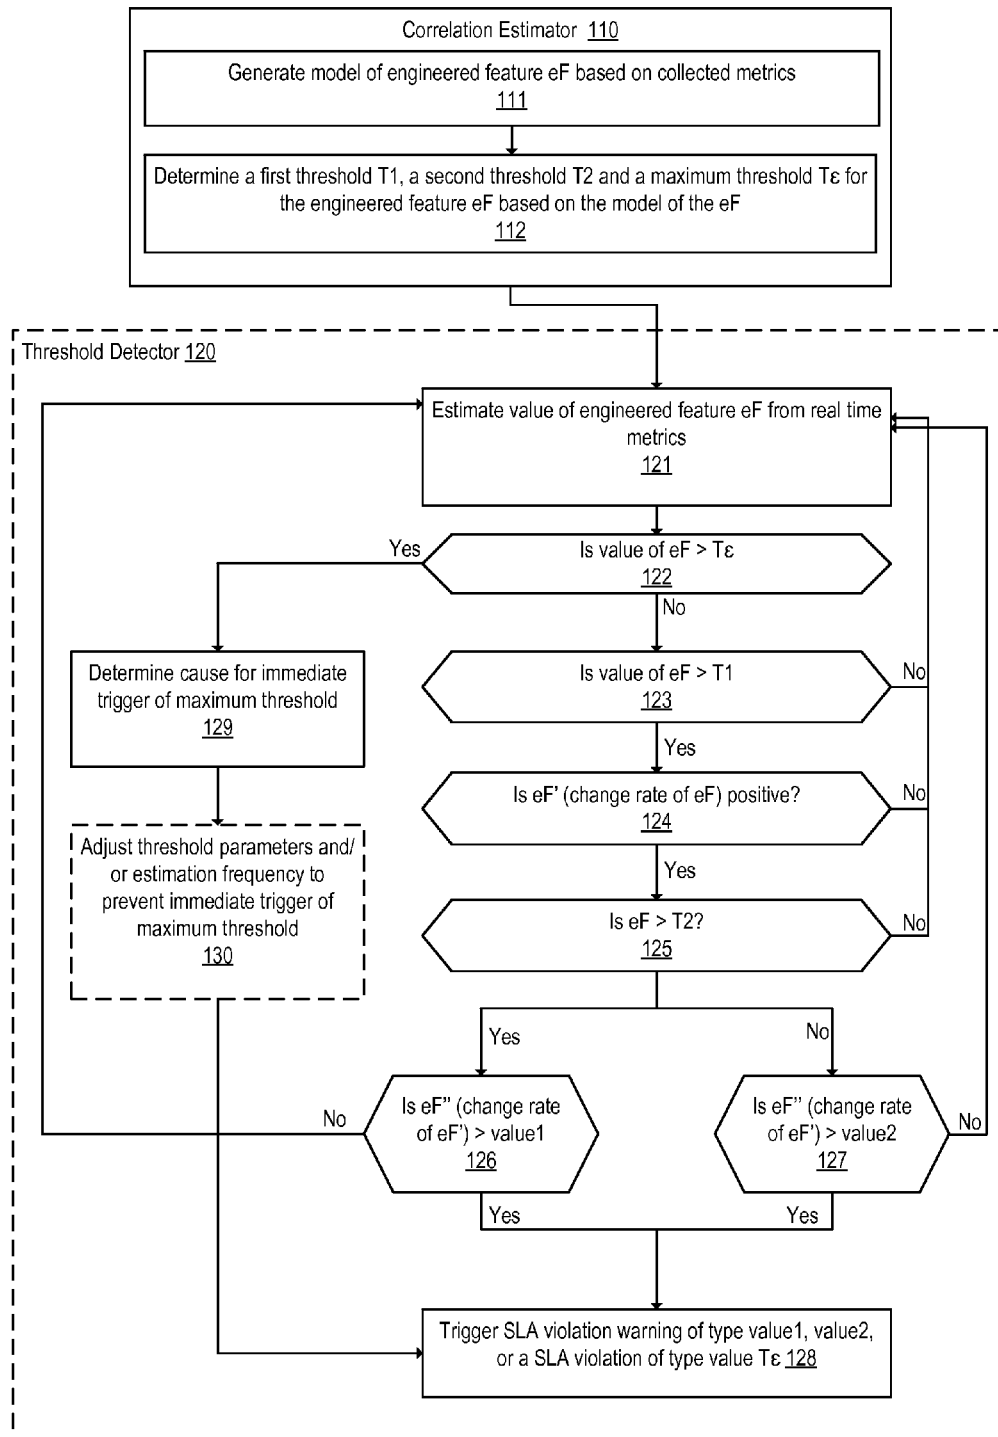 Correlation Estimator 110
Generate model of engineered feature eF based on collected metrics
111
Determine a first threshold T1, a second threshold T2 and a maximum threshold Tε for
the engineered feature eF based on the model of the eF
112
Threshold Detector 120
Estimate value of engineered feature eF from real time
metrics
121
Yes
Is value of eF > Tε
122
No
Determine cause for immediate
trigger of maximum threshold
129
Is value of eF > T1
123
No
Yes
Is eF' (change rate of eF) positive?
124
No
Yes
Adjust threshold parameters and/
or estimation frequency to
prevent immediate trigger of
maximum threshold
130
Is eF > T2?
125
No
Yes
No
No
Is eF'' (change rate
of eF') > value1
126
Is eF'' (change rate
of eF') > value2
127
No
Yes
Yes
Trigger SLA violation warning of type value1, value2,
or a SLA violation of type value Tε 128